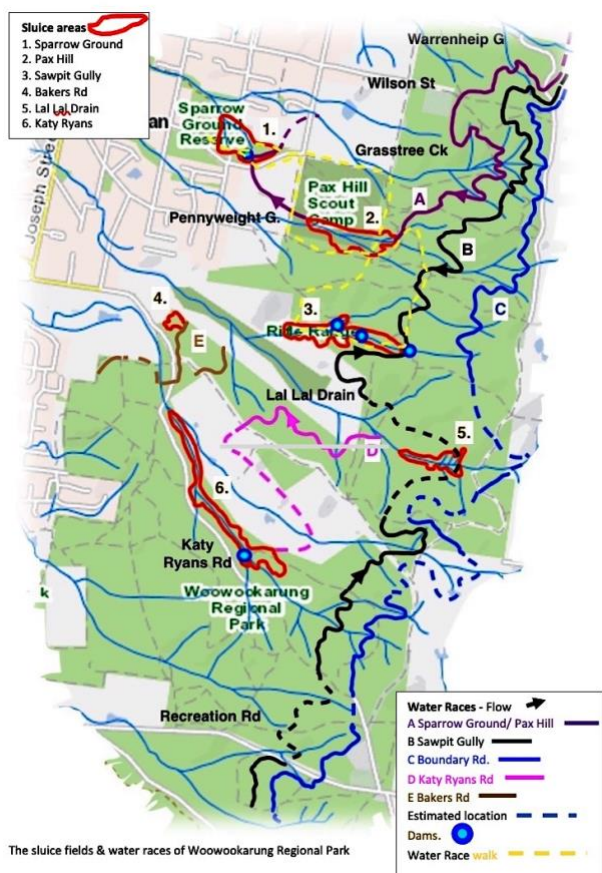 Sluice areas
1. Sparrow Ground
2. Pax Hill
3. Sawpit Gully
4. Bakers Rd
5. Lal Lal Drain
6. Katy Ryans
Warrenheip G
Wilson St
an
Sparrow
Ground
Reserve
1.
Grasstree Ck
Joseph Stree
Pax Hill
Scout
Camp
A
2.
Pennyweight G.
B
C
4.
3.
Ride Range
E
Lal Lal Drain
5.
D
6.
Katy
Ryans Rd
k
Woowookarung
Regional
Park
Recreation Rd
Water Races - Flow
A Sparrow Ground/ Pax Hill
B Sawpit Gully
C Boundary Rd.
D Katy Ryans Rd
E Bakers Rd
Estimated location
Dams.
Water Race walk
The sluice fields & water races of Woowookarung Regional Park